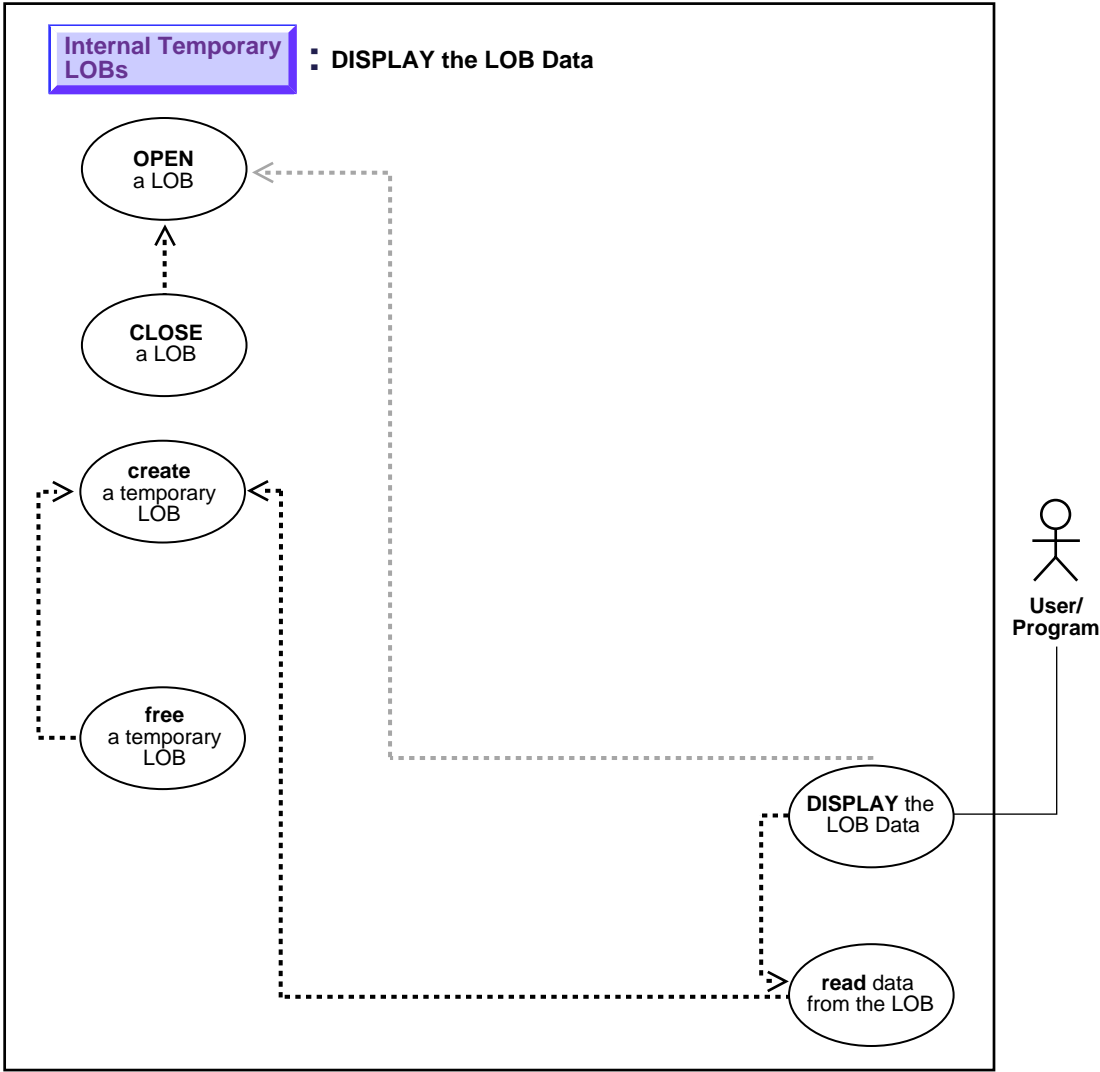 Internal Temporary
LOBs
: DISPLAY the LOB Data
OPEN
a LOB
CLOSE
a LOB
create
a temporary
LOB
User/
Program
free
a temporary
LOB
DISPLAY the
LOB Data
read data
from the LOB